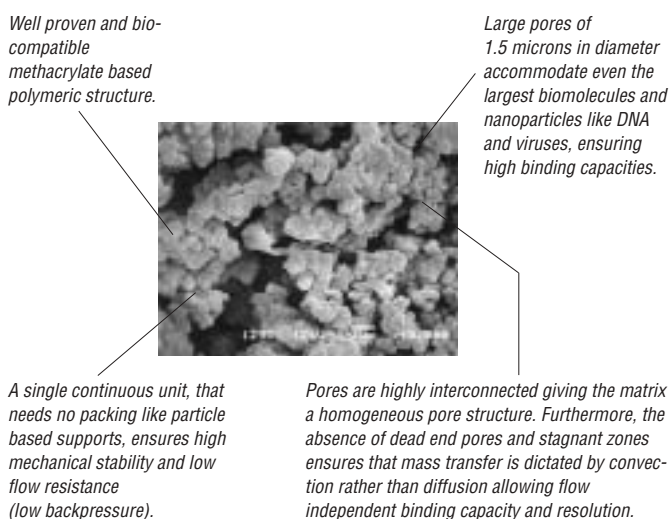 Well proven and bio-
compatible
methacrylate based
polymeric structure.
Large pores of
1.5 microns in diameter
accommodate even the
largest biomolecules and
nanoparticles like DNA
and viruses, ensuring
high binding capacities.
A single continuous unit, that
needs no packing like particle
based supports, ensures high
mechanical stability and low
flow resistance
(low backpressure).
Pores are highly interconnected giving the matrix
a homogeneous pore structure. Furthermore, the
absence of dead end pores and stagnant zones
ensures that mass transfer is dictated by convec-
tion rather than diffusion allowing flow
independent binding capacity and resolution.